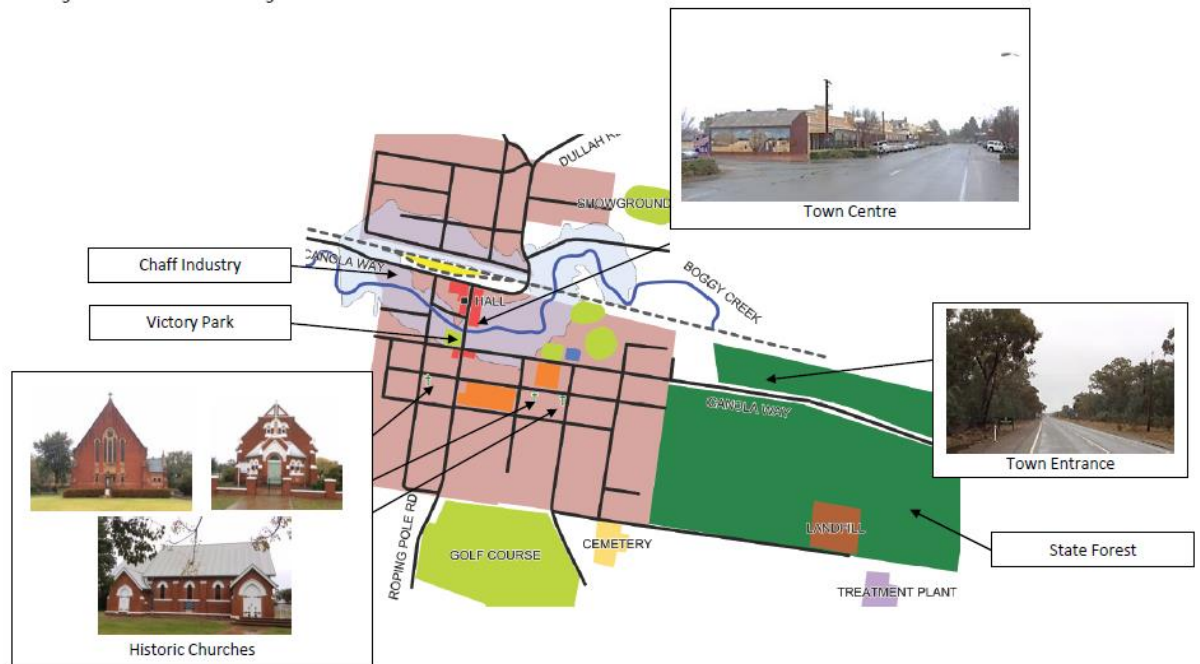 Town Centre
DULLAH RD
SHOWGROUND
CANOLA WAY
Chaff Industry
HALL
BOGGY CREEK
Victory Park
CANOLA WAY
Town Entrance
ROPING POLE RD
GOLF COURSE
CEMETERY
LANDFILL
State Forest
TREATMENT PLANT
Historic Churches